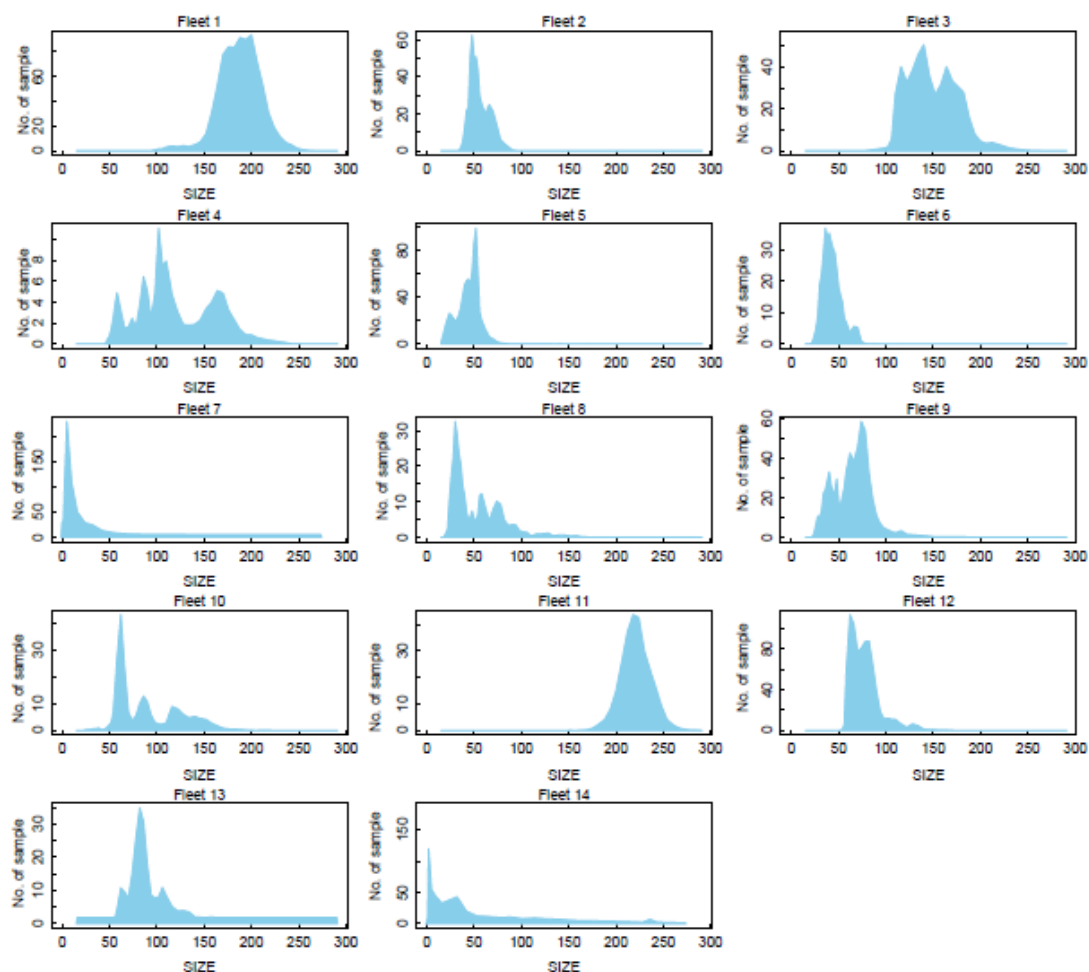 Fleet 1
No. of sample
0 20 60
0 50 100 150 200 250 300
SIZE
Fleet 2
No. of sample
0 20 40 60
0 50 100 150 200 250 300
SIZE
Fleet 3
No. of sample
0 20 40
0 50 100 150 200 250 300
SIZE
Fleet 4
No. of sample
0 2 4 6 8
0 50 100 150 200 250 300
SIZE
Fleet 5
No. of sample
0 40 80
0 50 100 150 200 250 300
SIZE
Fleet 6
No. of sample
0 10 20 30
0 50 100 150 200 250 300
SIZE
Fleet 7
No. of sample
0 50 150
0 50 100 150 200 250 300
SIZE
Fleet 8
No. of sample
0 10 20 30
0 50 100 150 200 250 300
SIZE
Fleet 9
No. of sample
0 20 40 60
0 50 100 150 200 250 300
SIZE
Fleet 10
No. of sample
0 10 30
0 50 100 150 200 250 300
SIZE
Fleet 11
No. of sample
0 10 30
0 50 100 150 200 250 300
SIZE
Fleet 12
No. of sample
0 40 80
0 50 100 150 200 250 300
SIZE
Fleet 13
No. of sample
0 10 20 30
0 50 100 150 200 250 300
SIZE
Fleet 14
No. of sample
0 50 150
0 50 100 150 200 250 300
SIZE